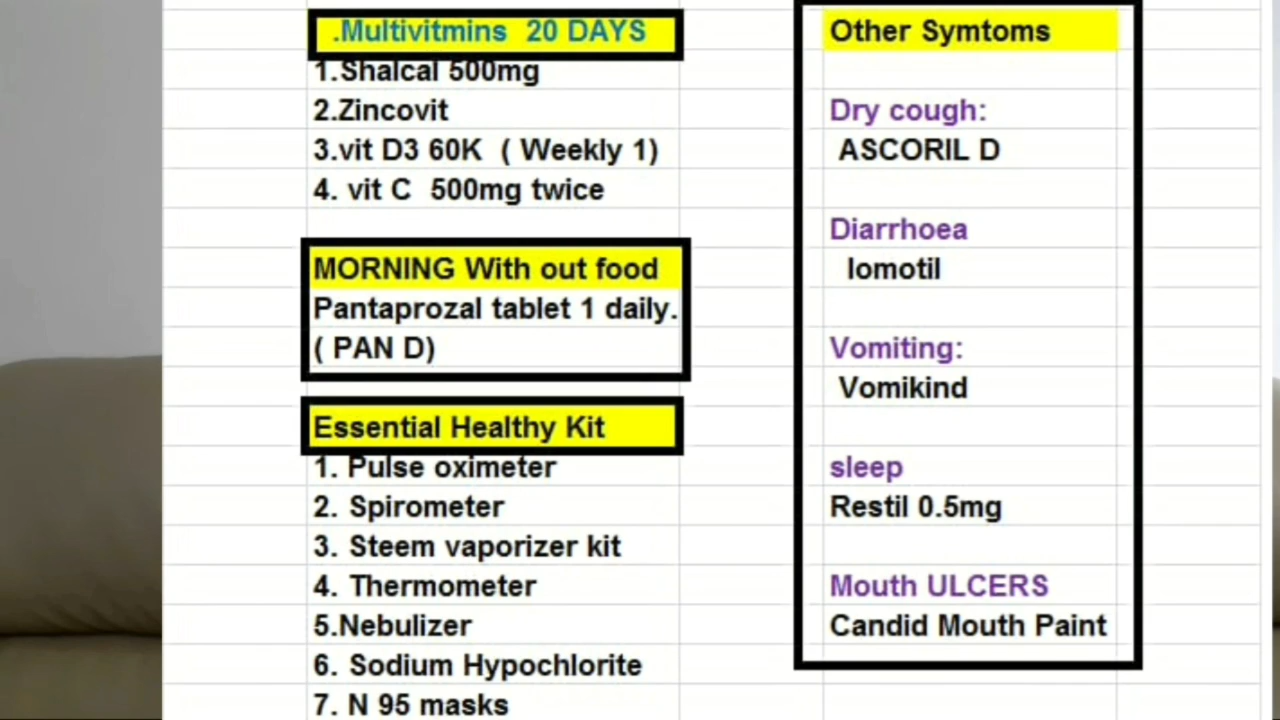 .Multivitmins 20 DAYS
1.Shalcal 500mg
2.Zincovit
3.vit D3 60K ( Weekly 1)
4. vit C 500mg twice
MORNING With out food
Pantaprozal tablet 1 daily.
( PAN D)
Essential Healthy Kit
1. Pulse oximeter
2. Spirometer
3. Steem vaporizer kit
4. Thermometer
5.Nebulizer
6. Sodium Hypochlorite
7. N 95 masks
Other Symtoms
Dry cough:
ASCORIL D
Diarrhoea
lomotil
Vomiting:
Vomikind
sleep
Restil 0.5mg
Mouth ULCERS
Candid Mouth Paint